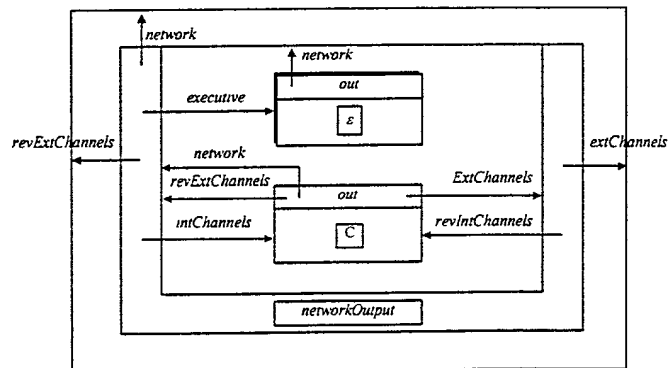 network
network
out
executive
ε
revExtChannels
extChannels
network
revExtChannels
out
ExtChannels
intChannels
C
revIntChannels
networkOutput